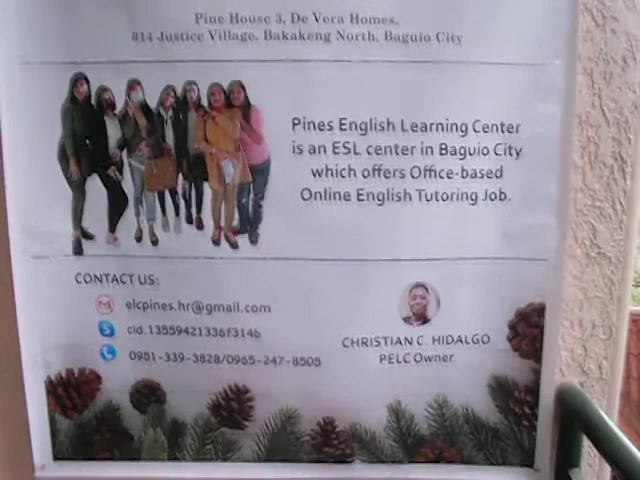 Pine House 3, De Vera Homes,
#14 Justice Village, Bakakeng North, Baguio City
Pines English Learning Center
is an ESL center in Baguio City
which offers Office-based
Online English Tutoring Job.
CONTACT US:
elcpines.hr@gmail.com
cid.13559421336f314b
0951-339-3828/0965-247-8505
CHRISTIAN C. HIDALGO
PELC Owner